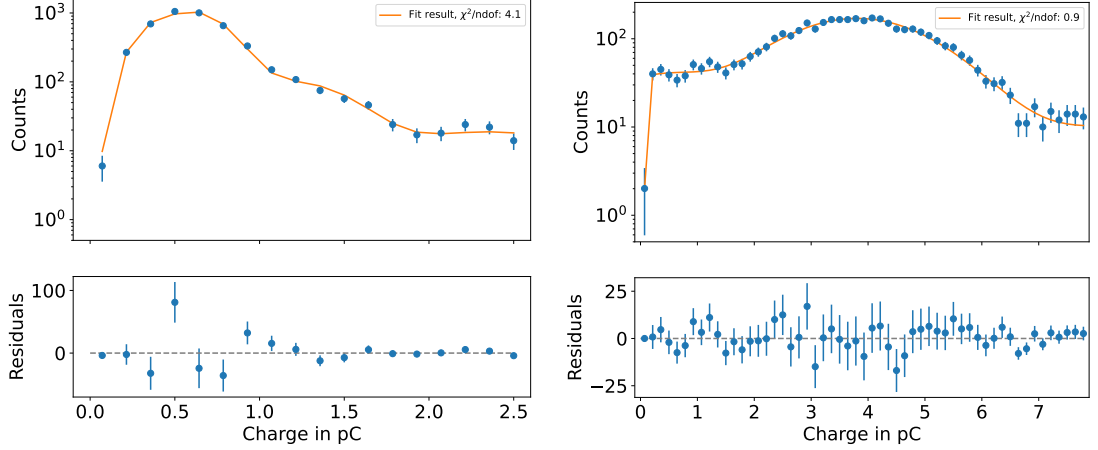 Fit result, χ²/ndof: 4.1
10³
10²
10¹
10⁰
Counts
100
0
Residuals
0.0 0.5 1.0 1.5 2.0 2.5
Charge in pC
Fit result, χ²/ndof: 0.9
10²
10¹
10⁰
Counts
25
0
−25
Residuals
0 1 2 3 4 5 6 7
Charge in pC